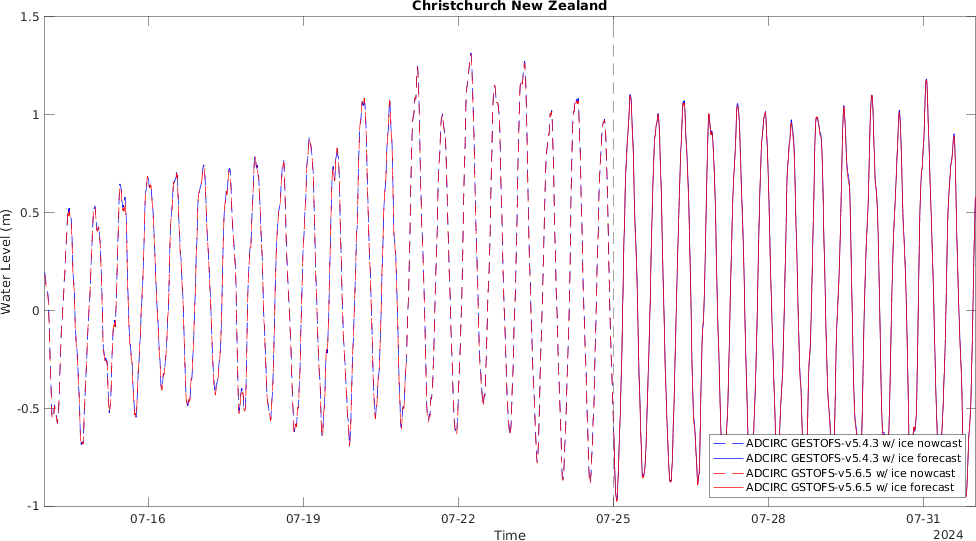 Christchurch New Zealand
1.5
1
0.5
0
-0.5
-1
Water Level (m)
07-16
07-19
07-22
07-25
07-28
07-31
2024
Time
ADCIRC GESTOFS-v5.4.3 w/ ice nowcast
ADCIRC GESTOFS-v5.4.3 w/ ice forecast
ADCIRC GSTOFS-v5.6.5 w/ ice nowcast
ADCIRC GSTOFS-v5.6.5 w/ ice forecast